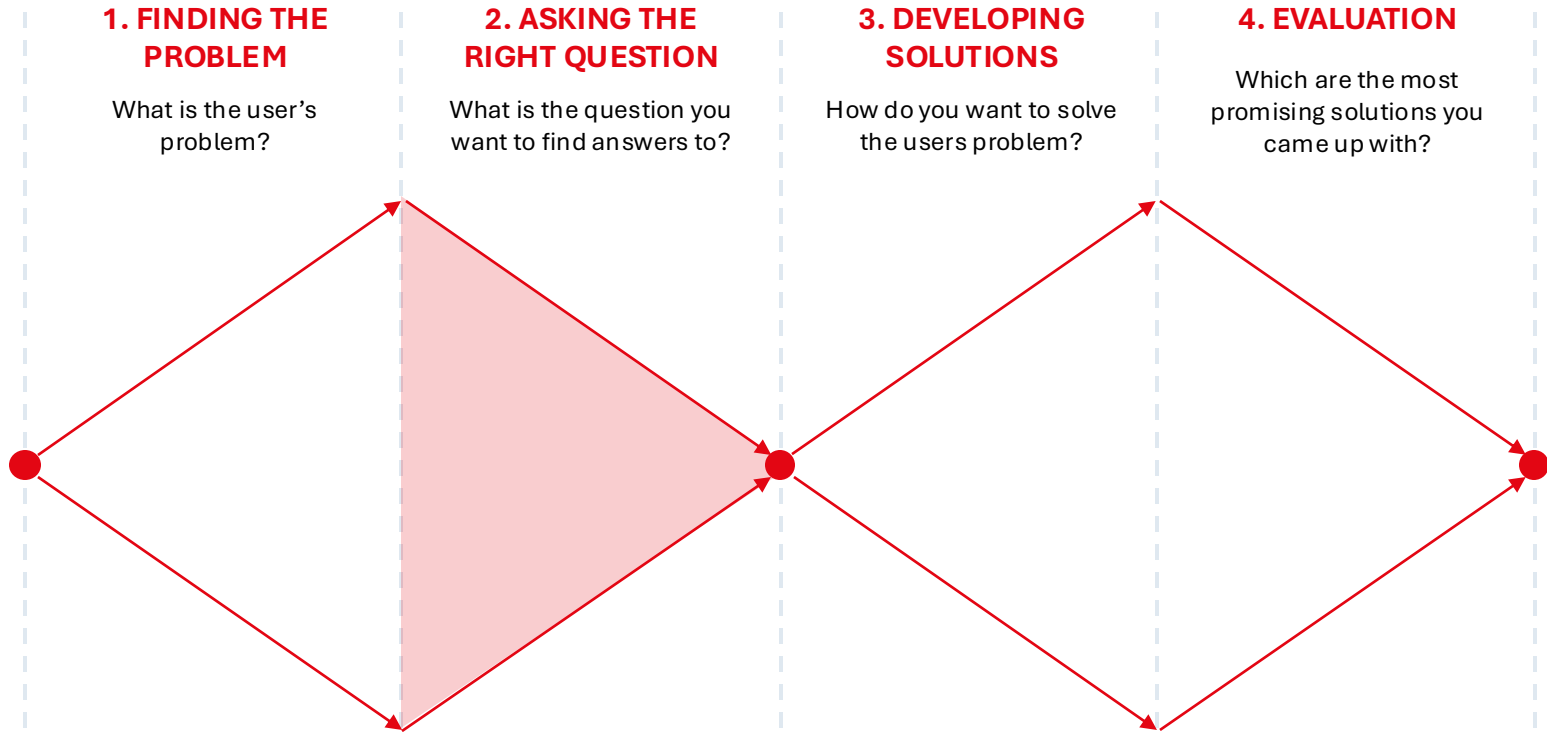 1. FINDING THE
PROBLEM
What is the user’s
problem?
2. ASKING THE
RIGHT QUESTION
What is the question you
want to find answers to?
3. DEVELOPING
SOLUTIONS
How do you want to solve
the users problem?
4. EVALUATION
Which are the most
promising solutions you
came up with?